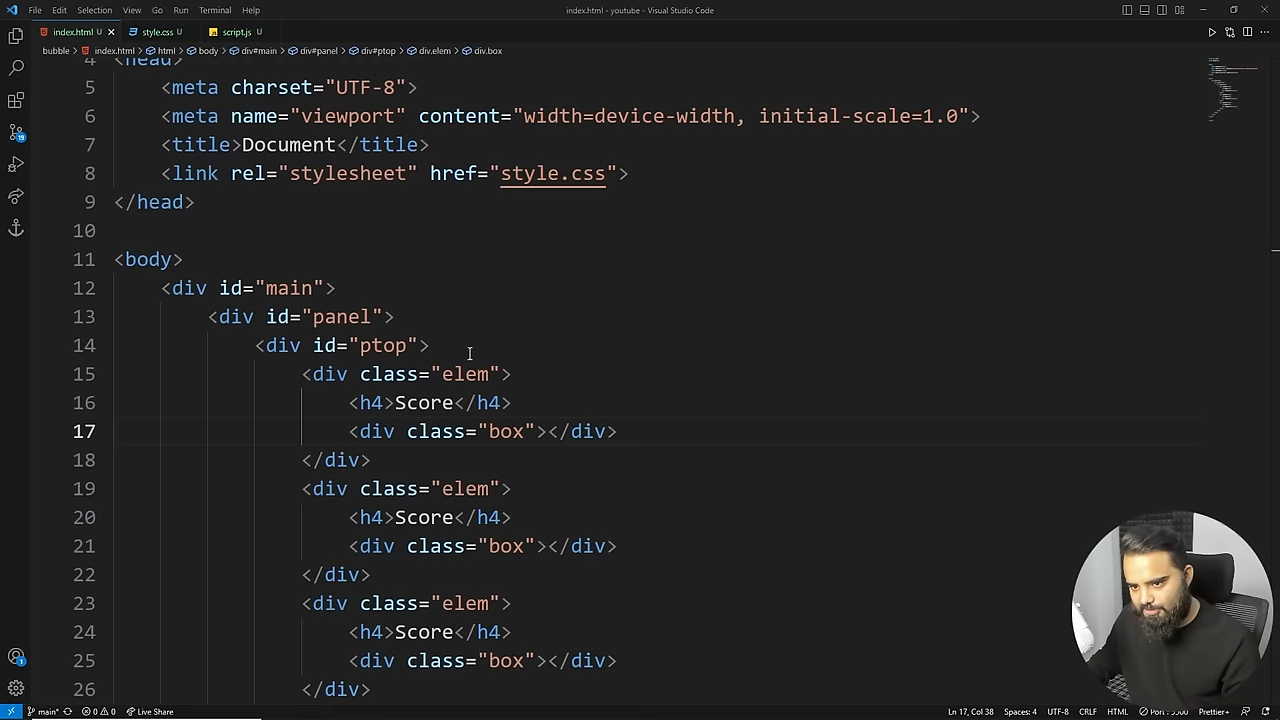 File Edit Selection View Go Run Terminal Help index.html - youtube - Visual Studio Code
index.html U style.css U script.js U
bubble > index.html > html > body > div#main > div#panel > div#ptop > div.elem > div.box
4 <head>
5 <meta charset="UTF-8">
6 <meta name="viewport" content="width=device-width, initial-scale=1.0">
7 <title>Document</title>
8 <link rel="stylesheet" href="style.css">
9 </head>
10
11 <body>
12 <div id="main">
13 <div id="panel">
14 <div id="ptop">
15 <div class="elem">
16 <h4>Score</h4>
17 <div class="box"></div>
18 </div>
19 <div class="elem">
20 <h4>Score</h4>
21 <div class="box"></div>
22 </div>
23 <div class="elem">
24 <h4>Score</h4>
25 <div class="box"></div>
26 </div>
19
1
main* 0 0 Live Share Ln 17, Col 38 Spaces: 4 UTF-8 CRLF HTML Port : Prettier+